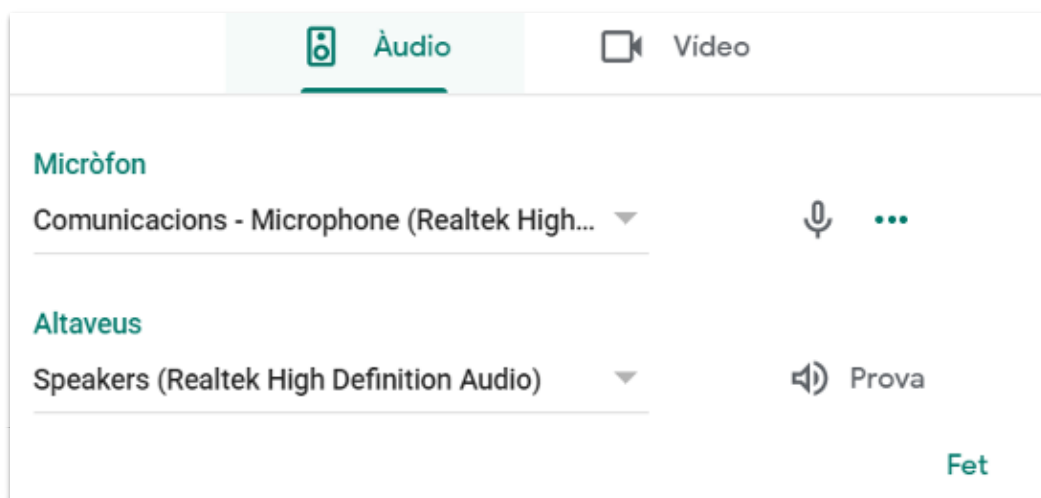 Àudio Vídeo
Micròfon
Comunicacions - Microphone (Realtek High...
Altaveus
Speakers (Realtek High Definition Audio)
Prova
Fet